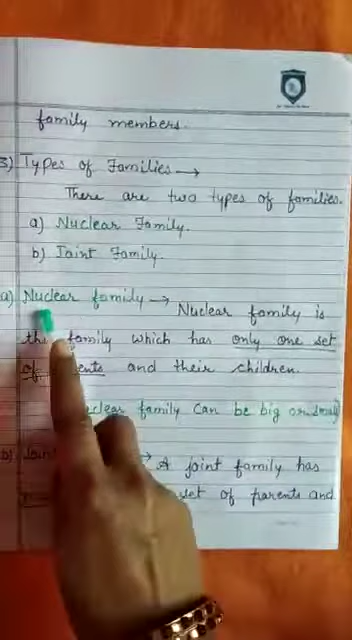 family members.
3) Types of Families →
There are two types of families.
a) Nuclear Family.
b) Joint Family.
a) Nuclear family → Nuclear family is
the family which has only one set
of and their children.
family can be big or small
b) Joint → A joint family has
set of parents and